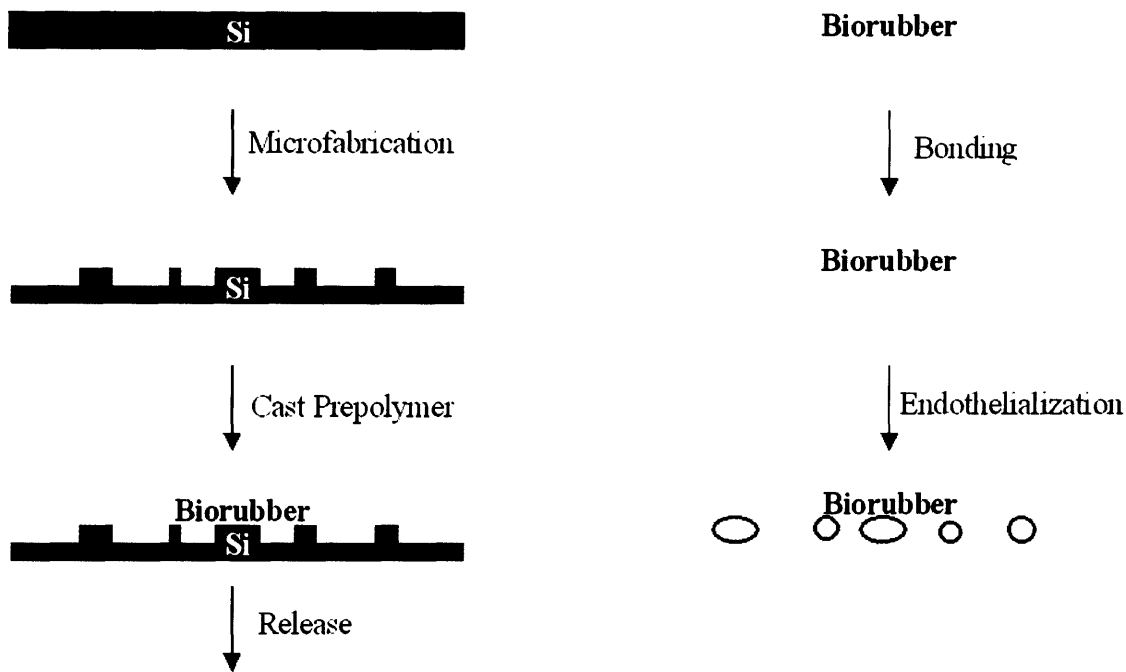 Si
Microfabrication
Si
Cast Prepolymer
Biorubber
Si
Release
Biorubber
Bonding
Biorubber
Endothelialization
Biorubber